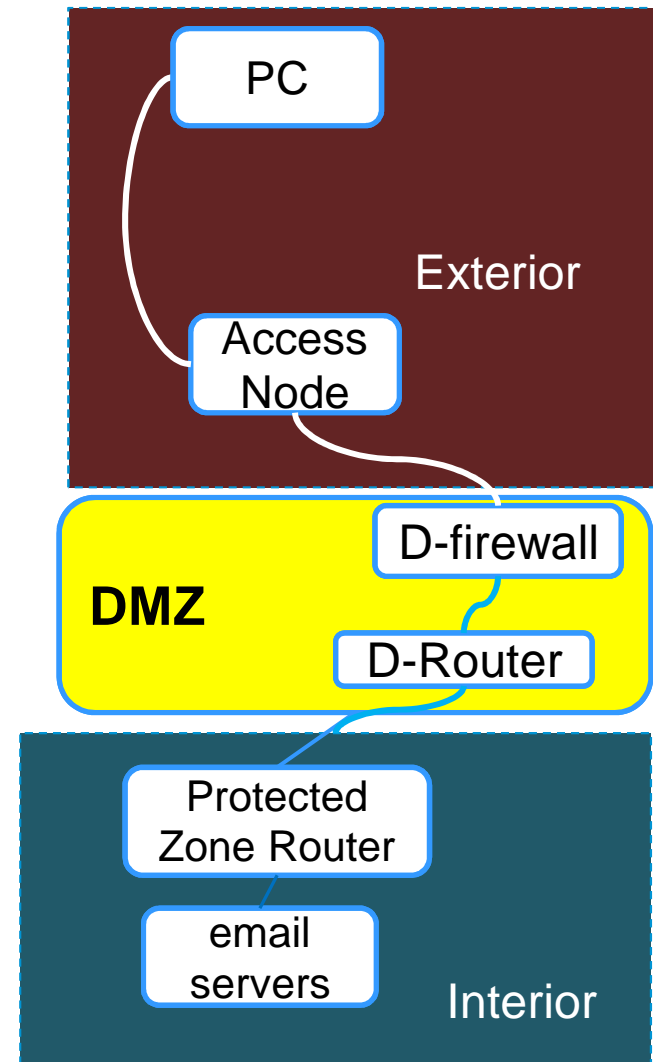 PC
Exterior
Access
Node
D-firewall
DMZ
D-Router
Protected
Zone Router
email
servers
Interior